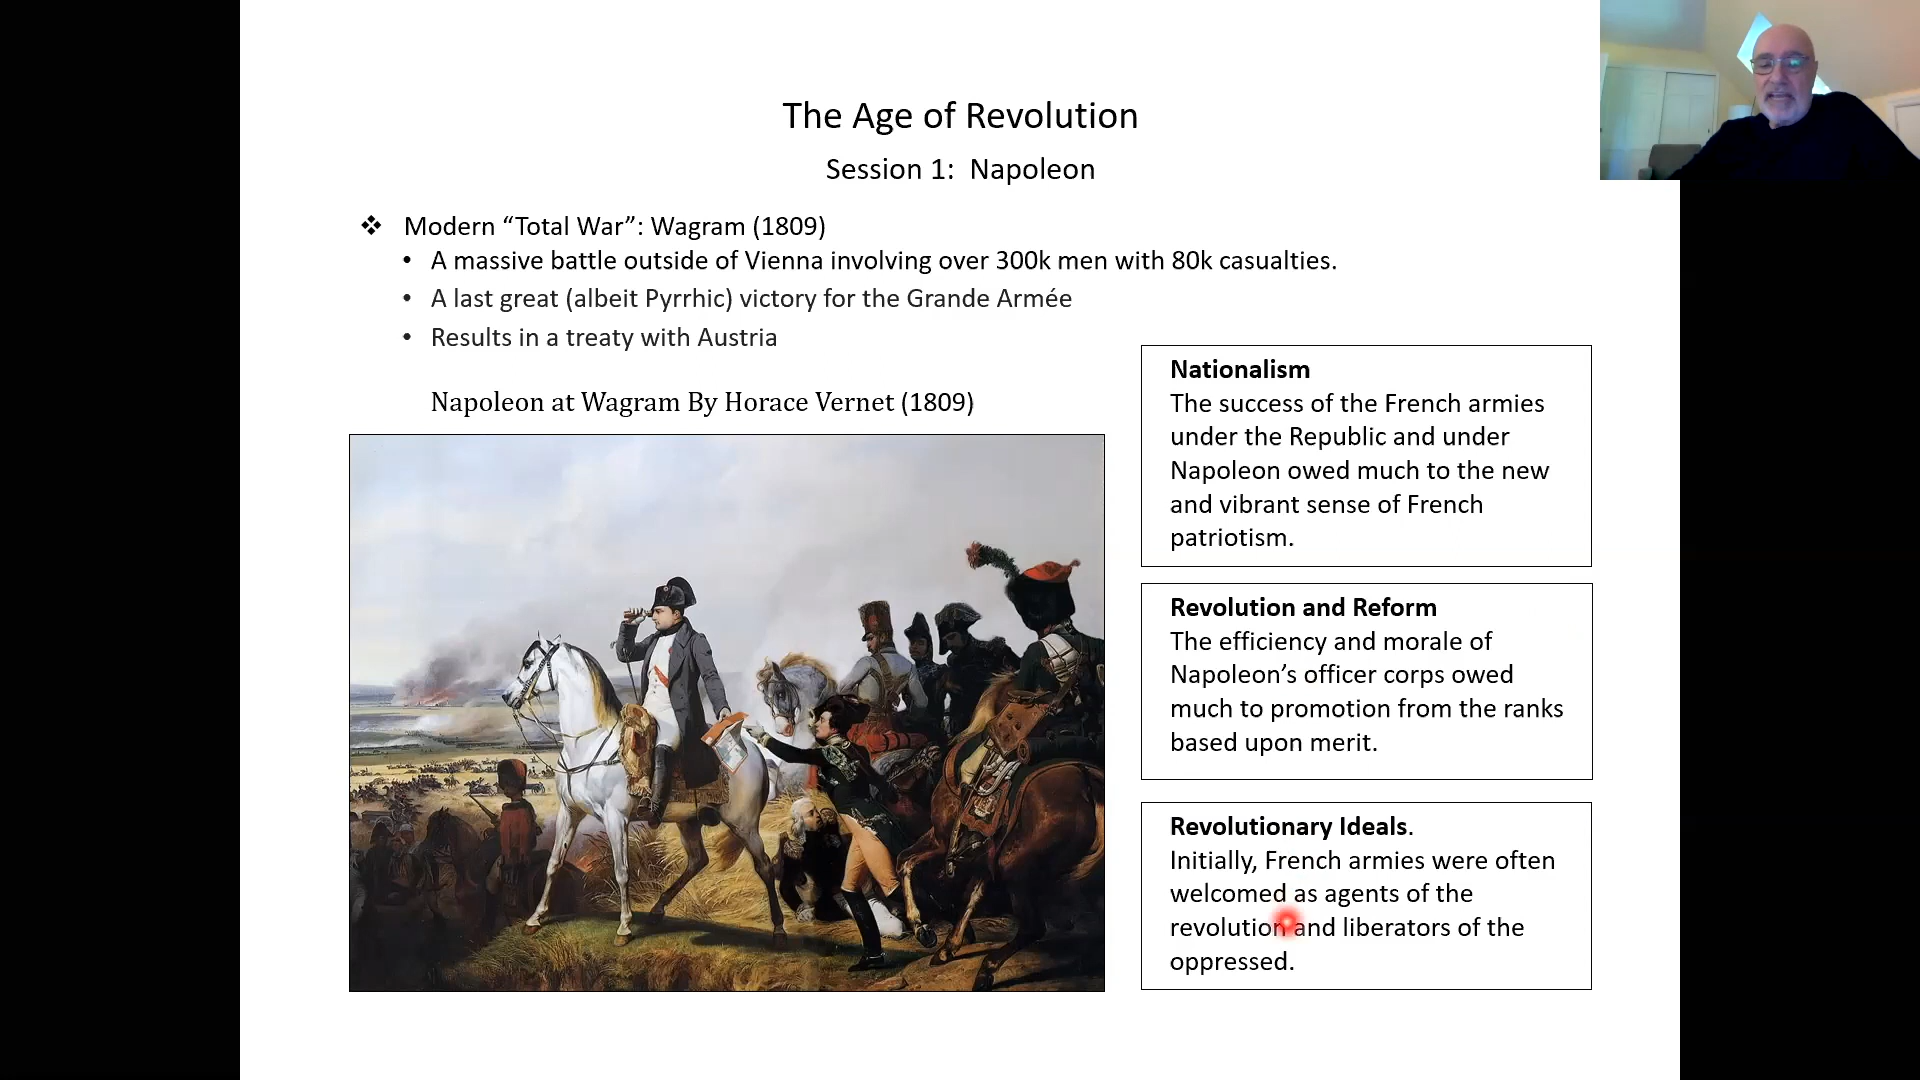 The Age of Revolution
Session 1: Napoleon
❖ Modern “Total War”: Wagram (1809)
• A massive battle outside of Vienna involving over 300k men with 80k casualties.
• A last great (albeit Pyrrhic) victory for the Grande Armée
• Results in a treaty with Austria
Napoleon at Wagram By Horace Vernet (1809)
Nationalism
The success of the French armies
under the Republic and under
Napoleon owed much to the new
and vibrant sense of French
patriotism.
Revolution and Reform
The efficiency and morale of
Napoleon’s officer corps owed
much to promotion from the ranks
based upon merit.
Revolutionary Ideals.
Initially, French armies were often
welcomed as agents of the
revolution and liberators of the
oppressed.